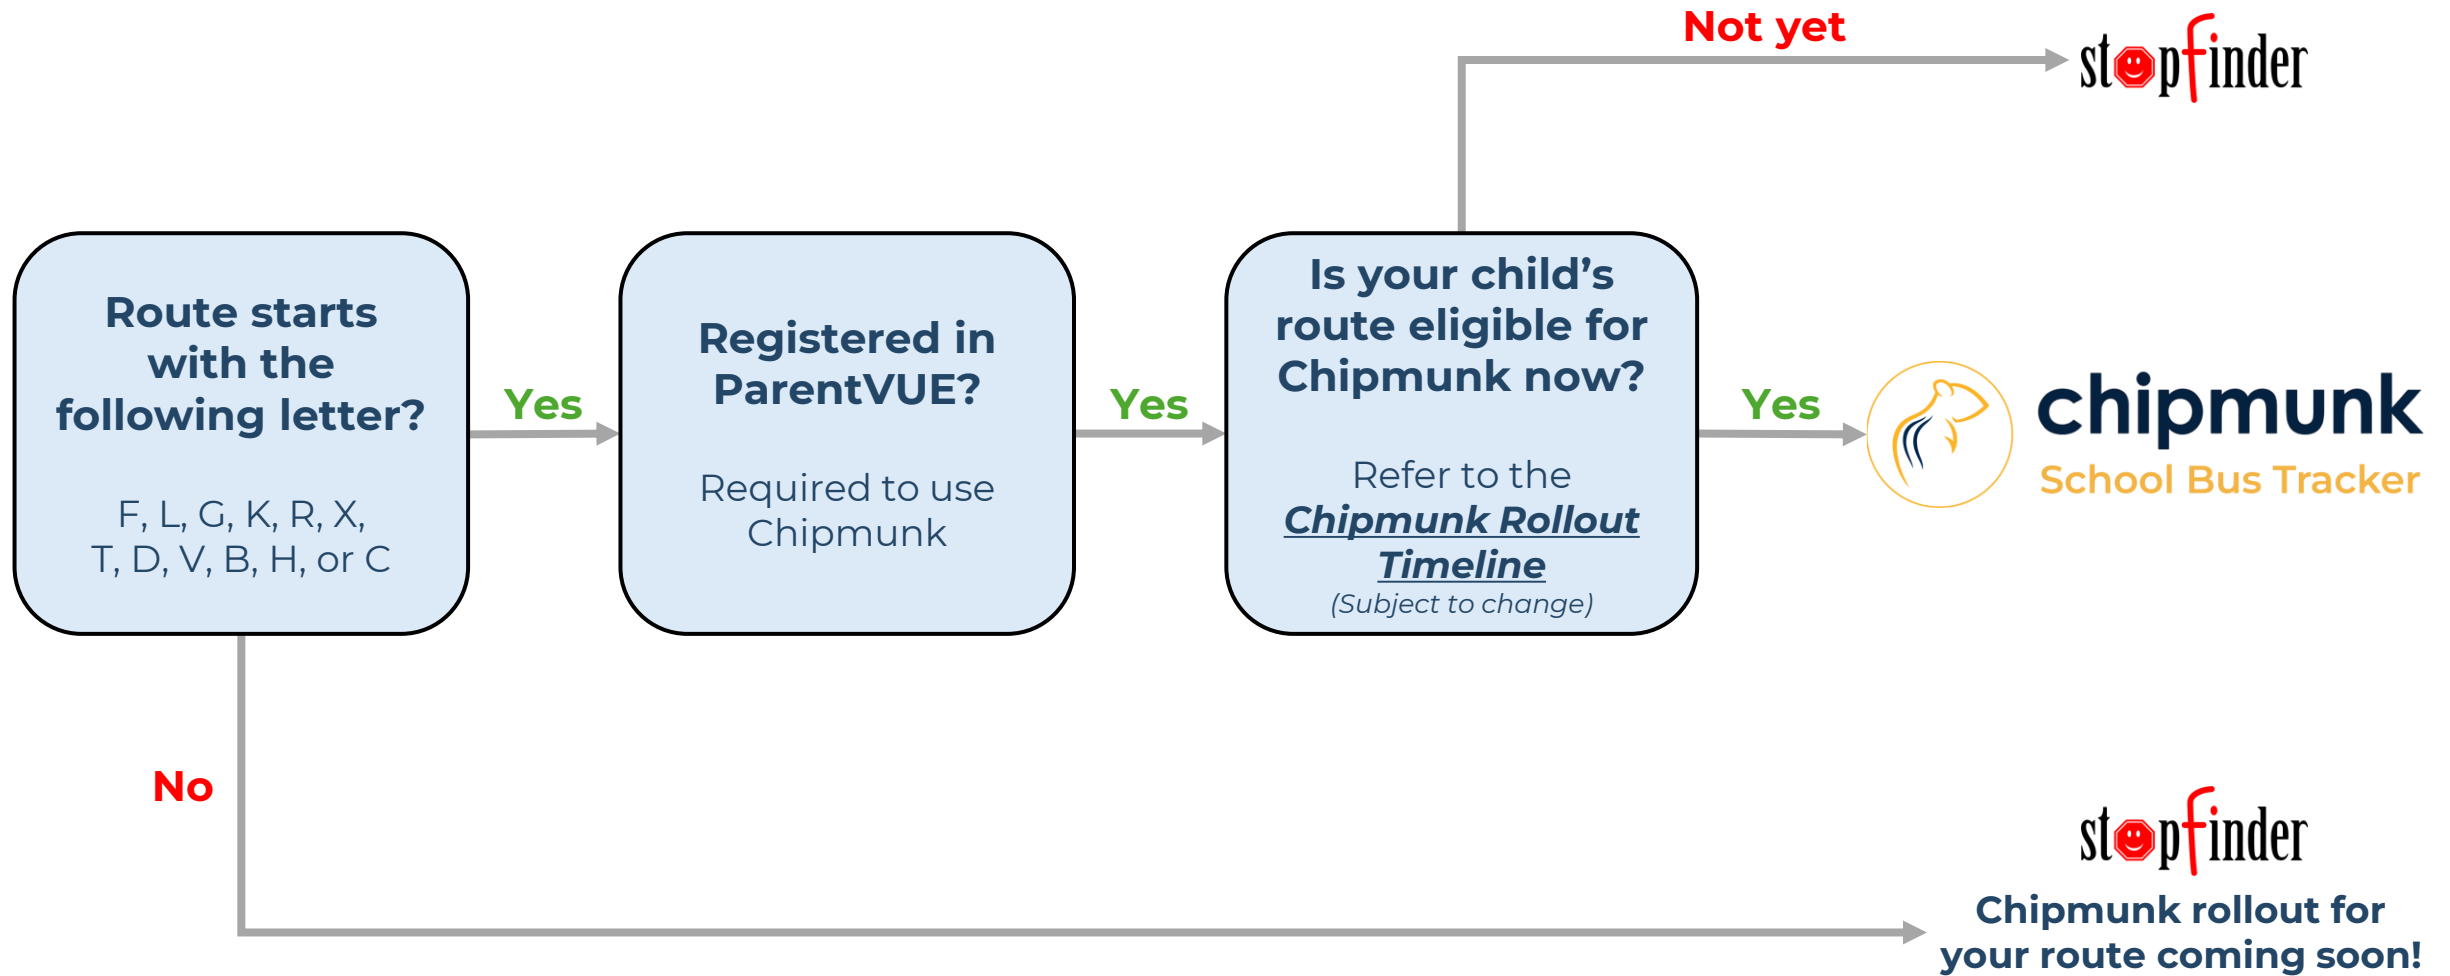 Not yet
stopfinder
Route starts
with the
following letter?
F, L, G, K, R, X,
T, D, V, B, H, or C
Yes
Registered in
ParentVUE?
Required to use
Chipmunk
Yes
Is your child’s
route eligible for
Chipmunk now?
Refer to the
Chipmunk Rollout
Timeline
(Subject to change)
Yes
chipmunk
School Bus Tracker
No
stopfinder
Chipmunk rollout for
your route coming soon!